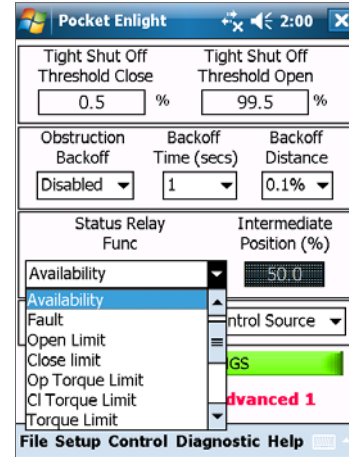 Pocket Enlight 2:00
Tight Shut Off Tight Shut Off
Threshold Close Threshold Open
0.5 % 99.5 %
Obstruction Backoff Backoff
Backoff Time (secs) Distance
Disabled 1 0.1%
Status Relay Intermediate
Func Position (%)
Availability 50.0
Availability
Fault
Open Limit ntrol Source
Close limit GS
Op Torque Limit
Cl Torque Limit dvanced 1
Torque Limit
File Setup Control Diagnostic Help